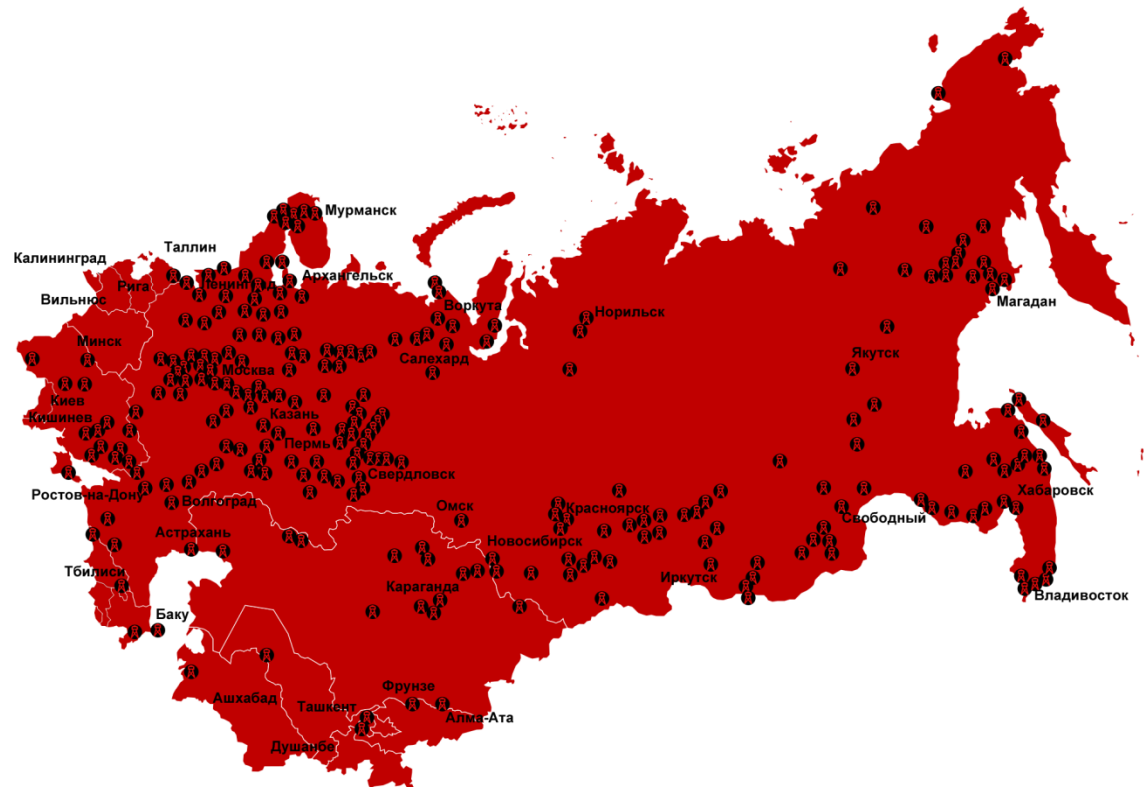 Мурманск
Таллин
Калининград
Архангельск
Рига
Ленинград
Вильнюс
Воркута
Норильск
Магадан
Минск
Салехард
Якутск
Москва
Киев
Казань
Кишинев
Пермь
Свердловск
Хабаровск
Ростов-на-Дону
Волгоград
Омск
Красноярск
Свободный
Астрахань
Новосибирск
Тбилиси
Караганда
Иркутск
Владивосток
Баку
Фрунзе
Ашхабад
Ташкент
Алма-Ата
Душанбе